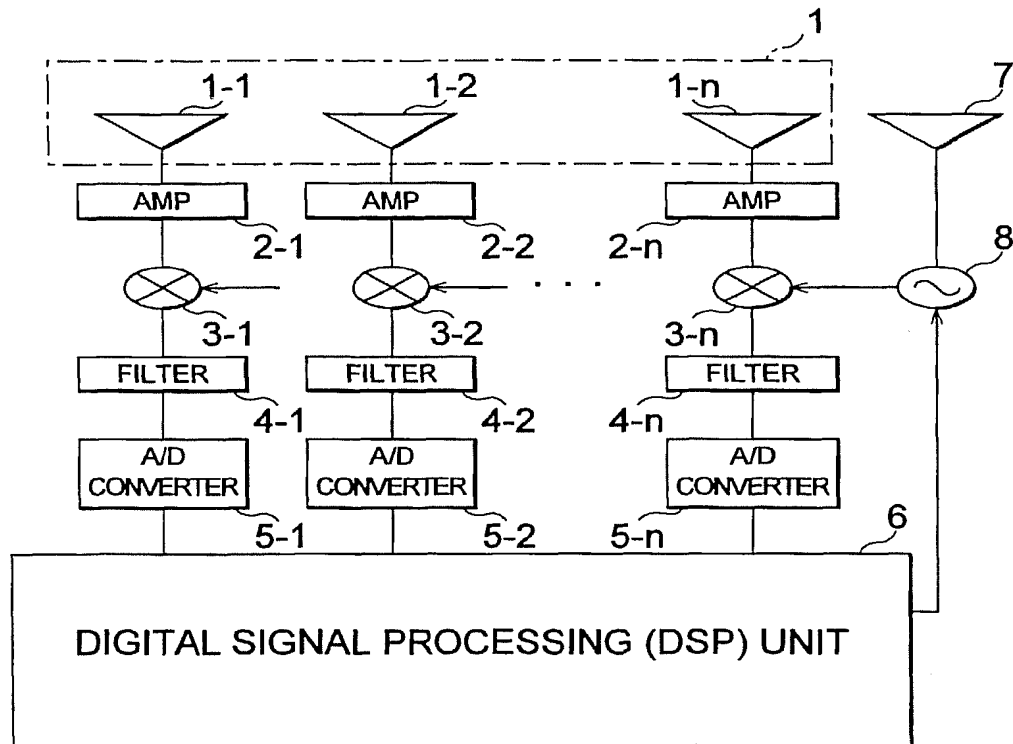 1
1-1 1-2 1-n 7
AMP AMP AMP
2-1 2-2 2-n 8
. . .
3-1 3-2 3-n
FILTER FILTER FILTER
4-1 4-2 4-n
A/D A/D A/D
CONVERTER CONVERTER CONVERTER
5-1 5-2 5-n 6
DIGITAL SIGNAL PROCESSING (DSP) UNIT